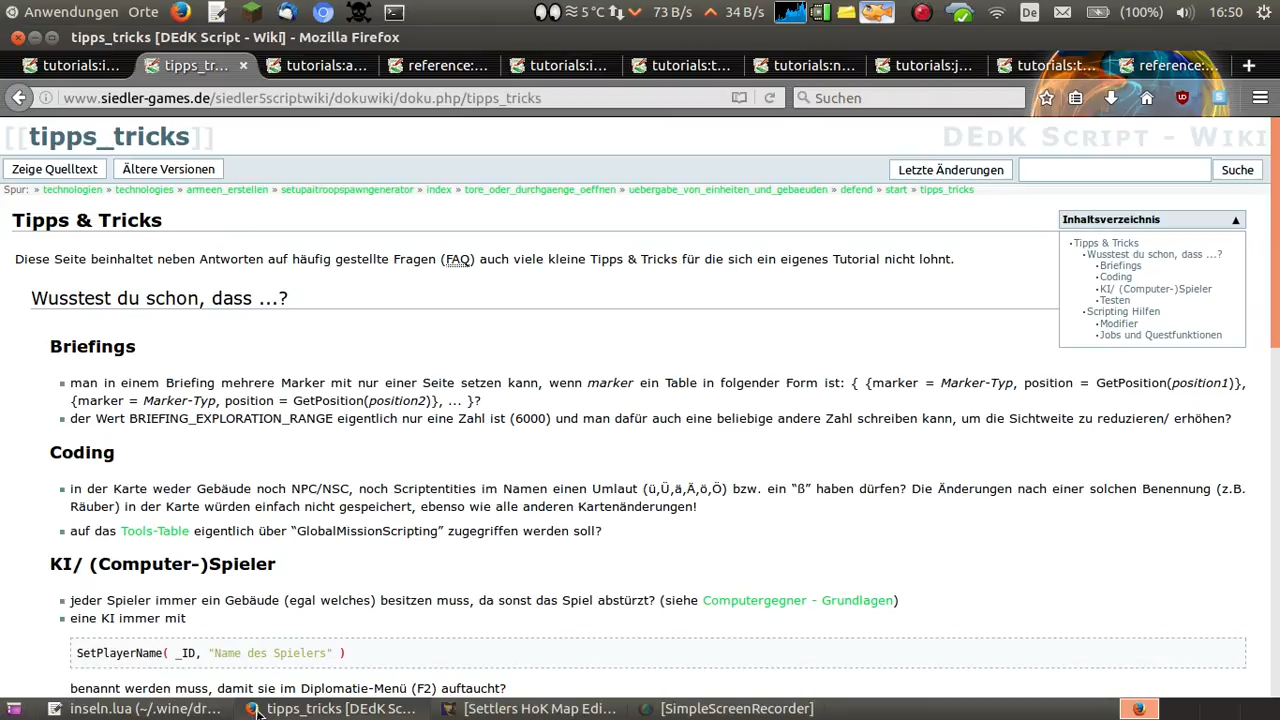 Anwendungen Orte 5 °C 73 B/s 34 B/s De (100%) 16:50
tipps_tricks [DEdK Script - Wiki] - Mozilla Firefox
tutorials:i... tipps_tr... tutorials:a... reference:... tutorials:i... tutorials:t... tutorials:n... tutorials:j... tutorials:t... reference:...
www.siedler-games.de/siedler5scriptwiki/dokuwiki/doku.php/tipps_tricks Suchen
[[tipps_tricks]] DEdK Script - Wiki
Zeige Quelltext Ältere Versionen Letzte Änderungen Suche
Spur: » technologien » technologies » armeen_erstellen » setupaitroopspawngenerator » index » tore_oder_durchgaenge_oeffnen » uebergabe_von_einheiten_und_gebaeuden » defend » start » tipps_tricks
Tipps & Tricks
Inhaltsverzeichnis
Tipps & Tricks
Wusstest du schon, dass …?
Briefings
Coding
KI/ (Computer-)Spieler
Testen
Scripting Hilfen
Modifier
Jobs und Questfunktionen
Diese Seite beinhaltet neben Antworten auf häufig gestellte Fragen (FAQ) auch viele kleine Tipps & Tricks für die sich ein eigenes Tutorial nicht lohnt.
Wusstest du schon, dass …?
Briefings
man in einem Briefing mehrere Marker mit nur einer Seite setzen kann, wenn marker ein Table in folgender Form ist: { {marker = Marker-Typ, position = GetPosition(position1)},
{marker = Marker-Typ, position = GetPosition(position2)}, … }?
der Wert BRIEFING_EXPLORATION_RANGE eigentlich nur eine Zahl ist (6000) und man dafür auch eine beliebige andere Zahl schreiben kann, um die Sichtweite zu reduzieren/ erhöhen?
Coding
in der Karte weder Gebäude noch NPC/NSC, noch Scriptentities im Namen einen Umlaut (ü,Ü,ä,Ä,ö,Ö) bzw. ein “ß” haben dürfen? Die Änderungen nach einer solchen Benennung (z.B.
Räuber) in der Karte würden einfach nicht gespeichert, ebenso wie alle anderen Kartenänderungen!
auf das Tools-Table eigentlich über “GlobalMissionScripting” zugegriffen werden soll?
KI/ (Computer-)Spieler
jeder Spieler immer ein Gebäude (egal welches) besitzen muss, da sonst das Spiel abstürzt? (siehe Computergegner - Grundlagen)
eine KI immer mit
SetPlayerName( _ID, "Name des Spielers" )
benannt werden muss, damit sie im Diplomatie-Menü (F2) auftaucht?
inseln.lua (~/.wine/dr... tipps_tricks [DEdK Sc... [Settlers HoK Map Edi... [SimpleScreenRecorder]